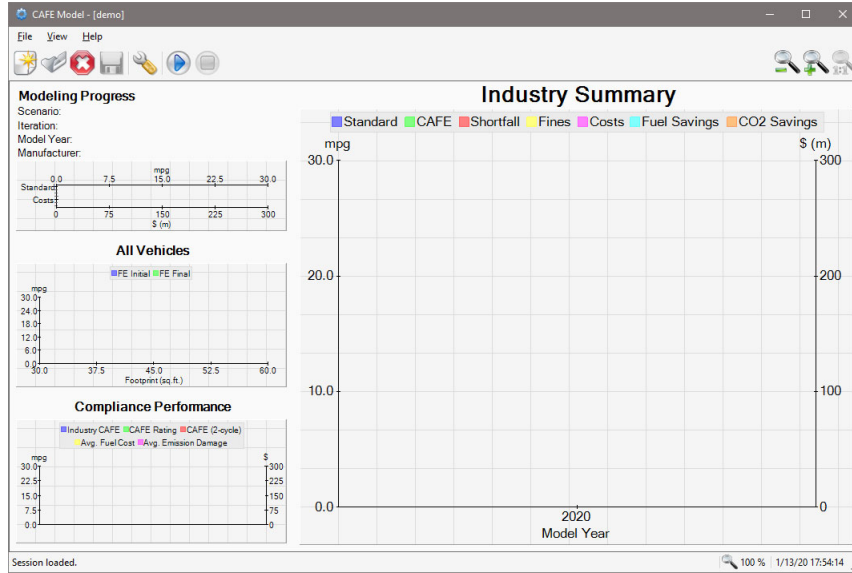 CAFE Model - [demo]
File View Help
Modeling Progress
Scenario:
Iteration:
Model Year:
Manufacturer:
mpg
0.0 7.5 15.0 22.5 30.0
Standard
Costs
0 75 150 225 300
$ (m)
All Vehicles
FE Initial FE Final
mpg
30.0
24.0
18.0
12.0
6.0
0.0
30.0 37.5 45.0 52.5 60.0
Footprint (sq.ft.)
Compliance Performance
Industry CAFE CAFE Rating CAFE (2-cycle)
Avg. Fuel Cost Avg. Emission Damage
mpg $
30.0 300
22.5 225
15.0 150
7.5 75
0.0 0
Industry Summary
Standard CAFE Shortfall Fines Costs Fuel Savings CO2 Savings
mpg $ (m)
30.0 300
20.0 200
10.0 100
0.0 0
2020
Model Year
Session loaded. 100 % 1/13/20 17:54:14